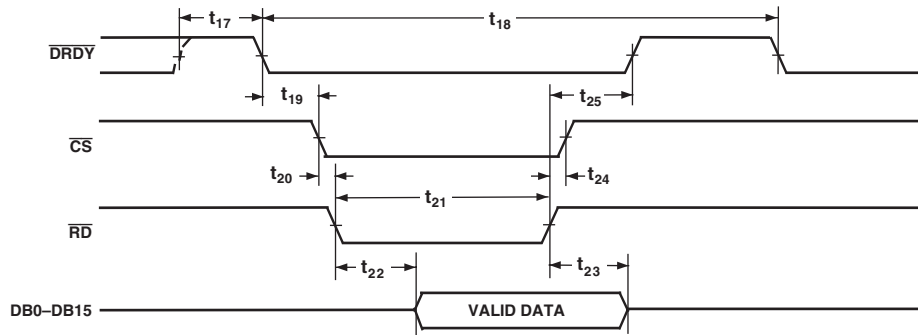 t17
t18
DRDY
t19
t25
CS
t20
t24
t21
RD
t22
t23
DB0–DB15
VALID DATA